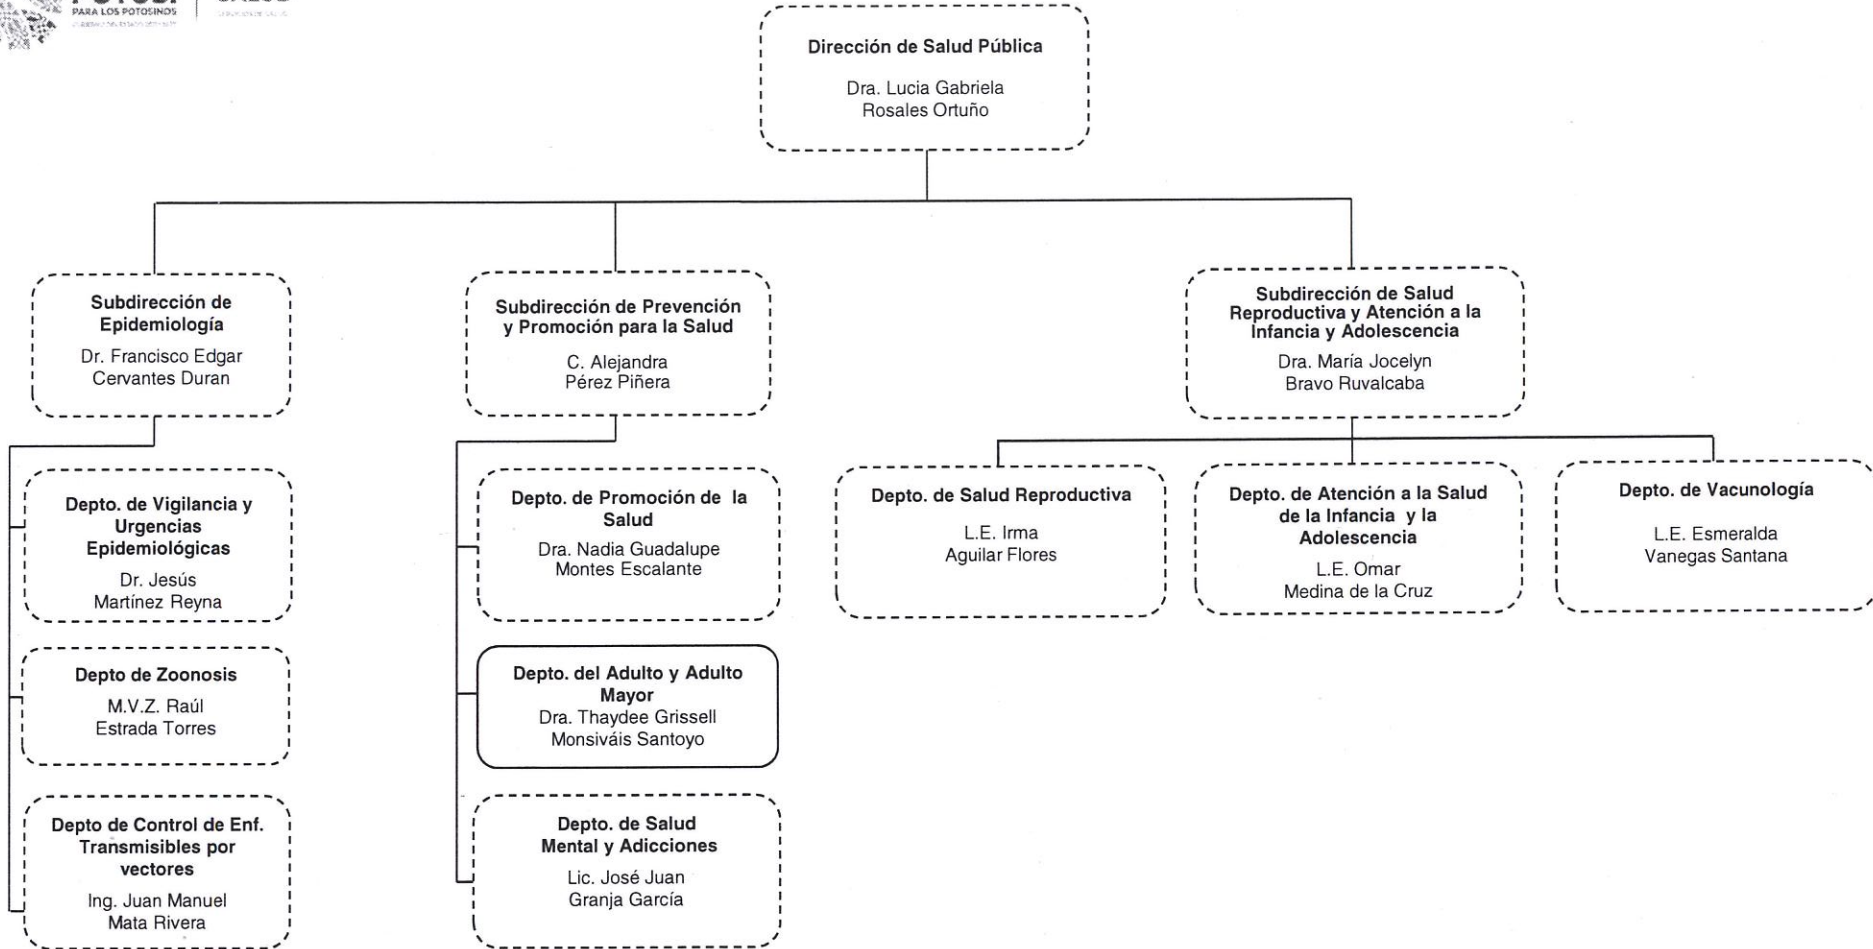 PARA LOS POTOSINOS
Dirección de Salud Pública
Dra. Lucia Gabriela
Rosales Ortuño
Subdirección de
Epidemiología
Dr. Francisco Edgar
Cervantes Duran
Subdirección de Prevención
y Promoción para la Salud
C. Alejandra
Pérez Piñera
Subdirección de Salud
Reproductiva y Atención a la
Infancia y Adolescencia
Dra. María Jocelyn
Bravo Ruvalcaba
Depto. de Vigilancia y
Urgencias
Epidemiológicas
Dr. Jesús
Martínez Reyna
Depto de Zoonosis
M.V.Z. Raúl
Estrada Torres
Depto de Control de Enf.
Transmisibles por
vectores
Ing. Juan Manuel
Mata Rivera
Depto. de Promoción de la
Salud
Dra. Nadia Guadalupe
Montes Escalante
Depto. del Adulto y Adulto
Mayor
Dra. Thaydee Grissell
Monsiváis Santoyo
Depto. de Salud
Mental y Adicciones
Lic. José Juan
Granja García
Depto. de Salud Reproductiva
L.E. Irma
Aguilar Flores
Depto. de Atención a la Salud
de la Infancia y la
Adolescencia
L.E. Omar
Medina de la Cruz
Depto. de Vacunología
L.E. Esmeralda
Vanegas Santana